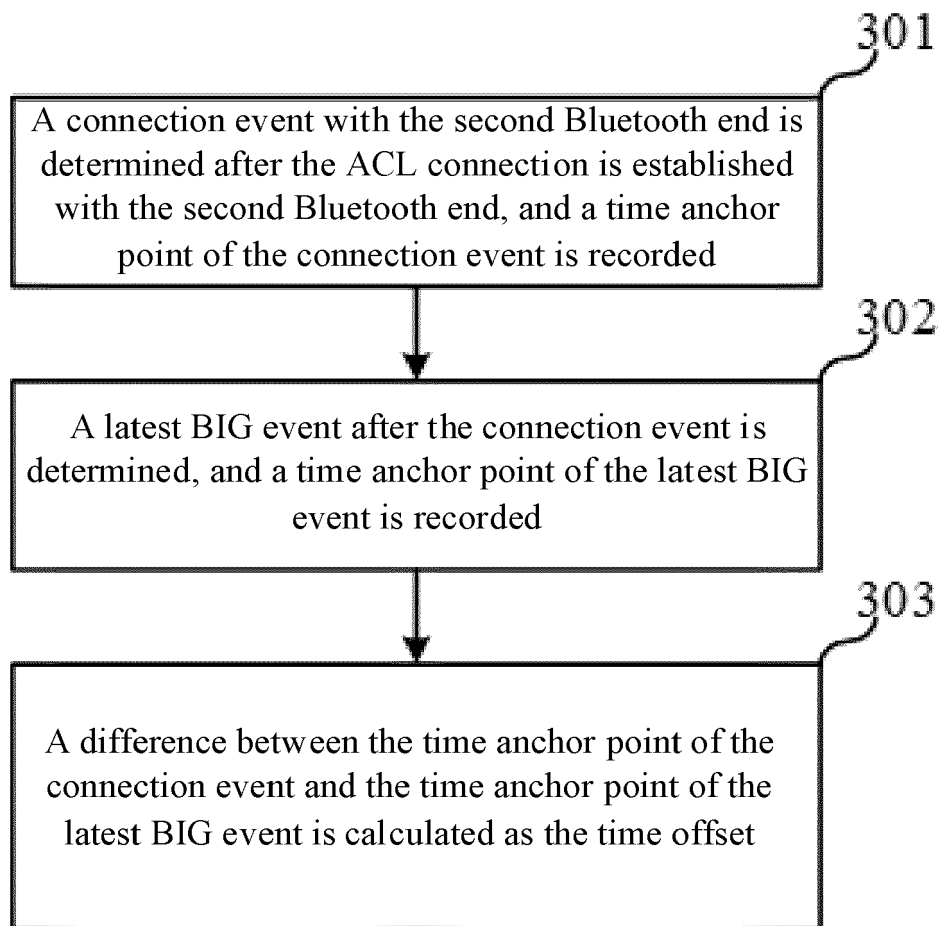 301
A connection event with the second Bluetooth end is
determined after the ACL connection is established
with the second Bluetooth end, and a time anchor
point of the connection event is recorded
302
A latest BIG event after the connection event is
determined, and a time anchor point of the latest BIG
event is recorded
303
A difference between the time anchor point of the
connection event and the time anchor point of the
latest BIG event is calculated as the time offset